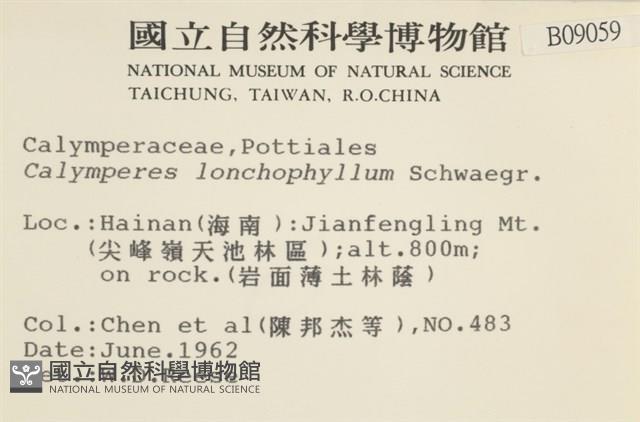 國立自然科學博物館
B09059
NATIONAL MUSEUM OF NATURAL SCIENCE
TAICHUNG, TAIWAN, R.O.CHINA
Calymperaceae,Pottiales
Calymperes lonchophyllum Schwaegr.
Loc.:Hainan(海南):Jianfengling Mt.
(尖峰嶺天池林區);alt.800m;
on rock.(岩面薄土林蔭)
Col.:Chen et al(陳邦杰等),NO.483
Date:June.1962
國立自然科學博物館
NATIONAL MUSEUM OF NATURAL SCIENCE